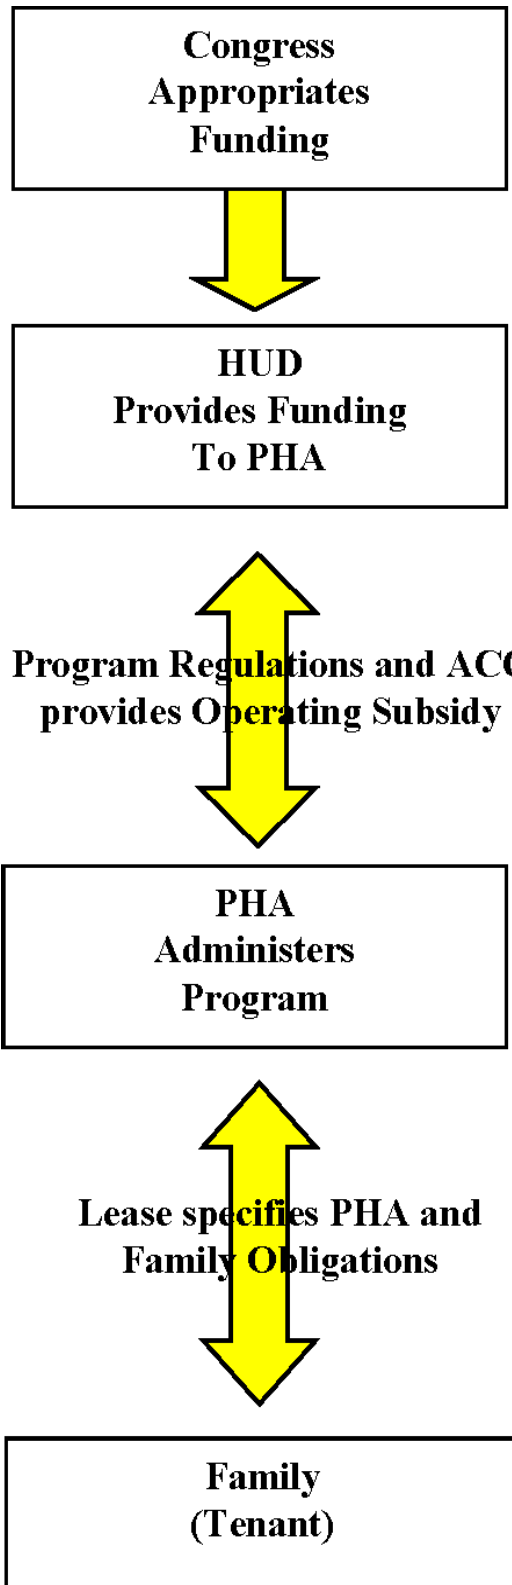 Congress
Appropriates
Funding
HUD
Provides Funding
To PHA
Program Regulations and ACC
provides Operating Subsidy
PHA
Administers
Program
Lease specifies PHA and
Family Obligations
Family
(Tenant)